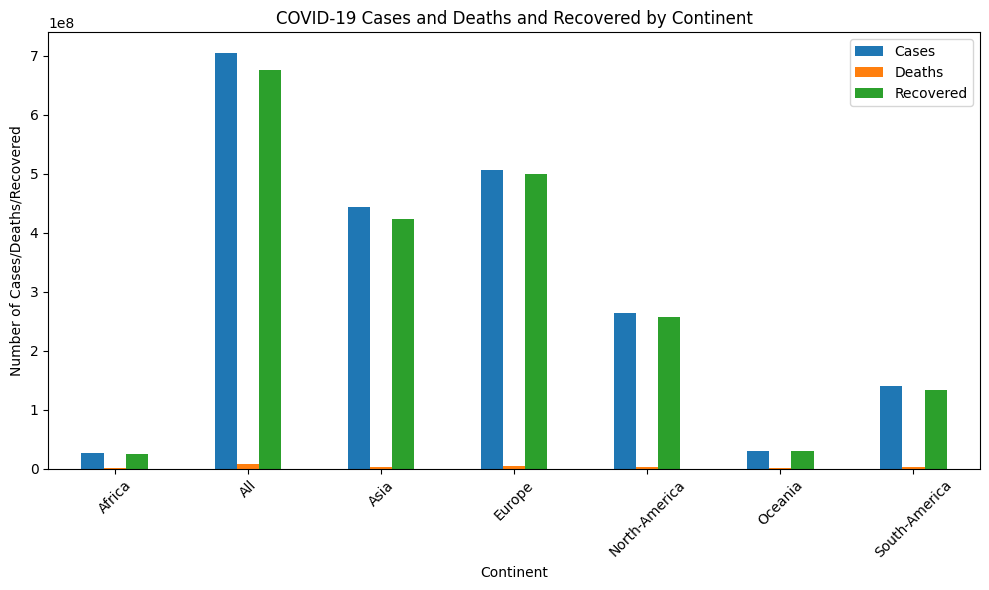 COVID-19 Cases and Deaths and Recovered by Continent
1e8
7
6
5
4
3
2
1
0
Number of Cases/Deaths/Recovered
Cases
Deaths
Recovered
Africa
All
Asia
Europe
North-America
Oceania
South-America
Continent